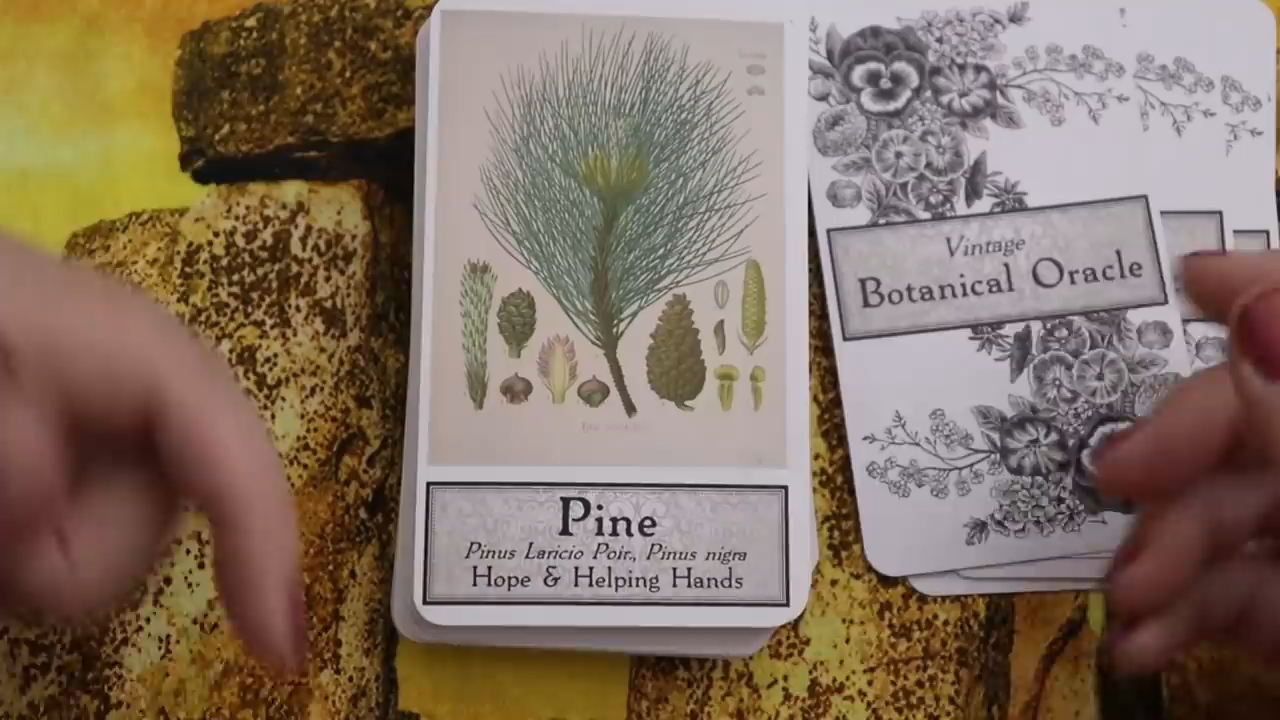 Pine
Pinus Laricio Poir., Pinus nigra
Hope & Helping Hands
Vintage
Botanical Oracle